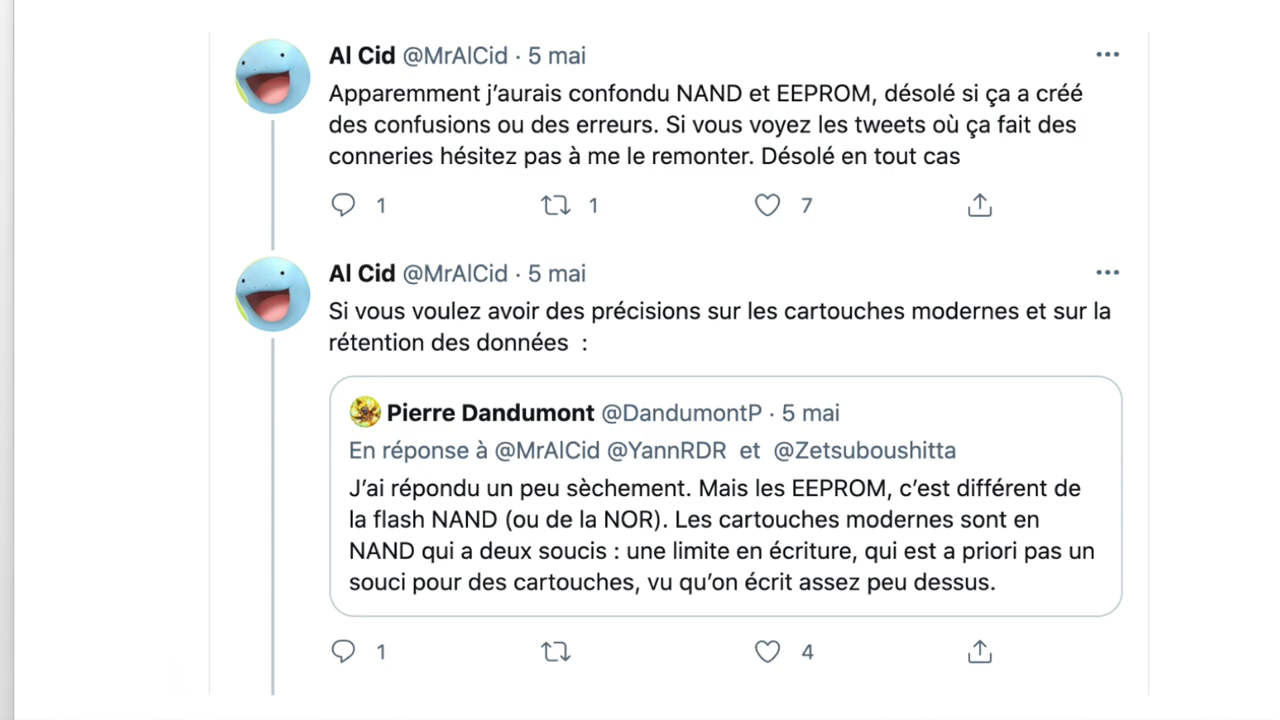 Al Cid @MrAlCid · 5 mai
Apparemment j'aurais confondu NAND et EEPROM, désolé si ça a créé
des confusions ou des erreurs. Si vous voyez les tweets où ça fait des
conneries hésitez pas à me le remonter. Désolé en tout cas
1 1 7
Al Cid @MrAlCid · 5 mai
Si vous voulez avoir des précisions sur les cartouches modernes et sur la
rétention des données  :
Pierre Dandumont @DandumontP · 5 mai
En réponse à @MrAlCid @YannRDR  et  @Zetsuboushitta
J'ai répondu un peu sèchement. Mais les EEPROM, c'est différent de
la flash NAND (ou de la NOR). Les cartouches modernes sont en
NAND qui a deux soucis : une limite en écriture, qui est a priori pas un
souci pour des cartouches, vu qu'on écrit assez peu dessus.
1 4